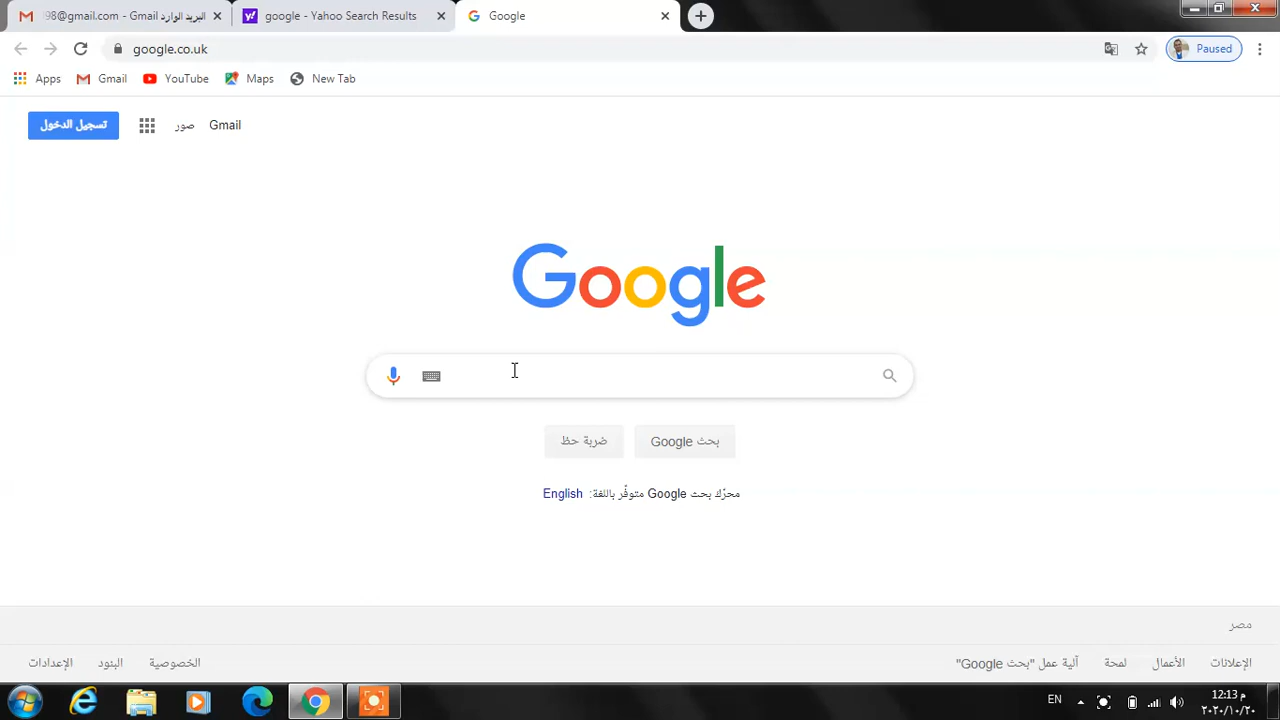 98@gmail.com - Gmail البريد الوارد
google - Yahoo Search Results
Google
google.co.uk
Paused
Apps
Gmail
YouTube
Maps
New Tab
تسجيل الدخول
صور
Gmail
Google
ضربة حظ
بحث Google
محرّك بحث Google متوفّر باللغة: English
مصر
الإعلانات
الأعمال
لمحة
آلية عمل "بحث Google"
الخصوصية
البنود
الإعدادات
EN
12:13 م
٢٠٢٠/١٠/٢٠